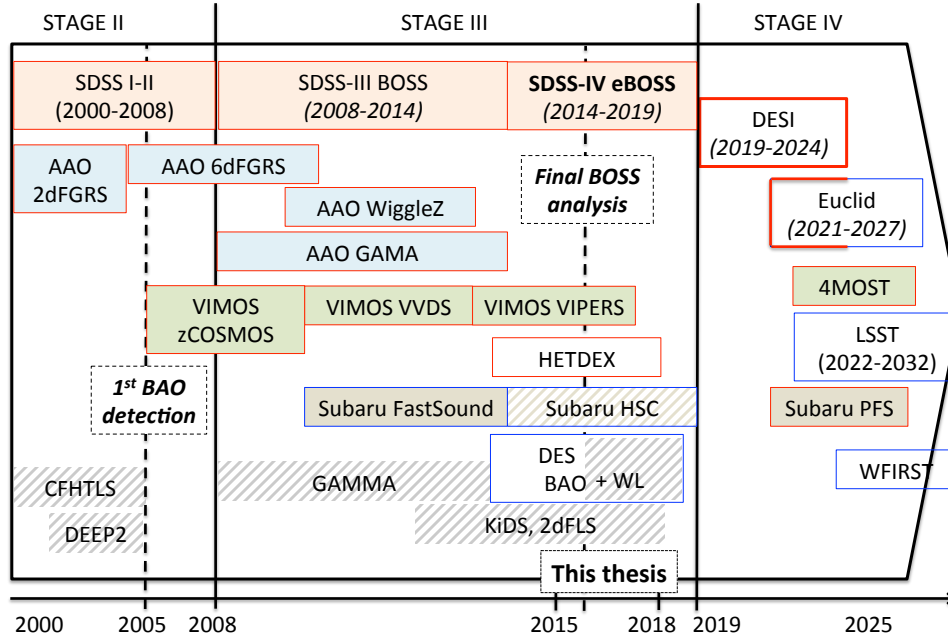 STAGE II
STAGE III
STAGE IV
SDSS I-II
(2000-2008)
SDSS-III BOSS
(2008-2014)
SDSS-IV eBOSS
(2014-2019)
DESI
(2019-2024)
AAO
2dFGRS
AAO 6dFGRS
Final BOSS
analysis
AAO WiggleZ
Euclid
(2021-2027)
AAO GAMA
4MOST
VIMOS
zCOSMOS
VIMOS VVDS
VIMOS VIPERS
LSST
(2022-2032)
HETDEX
1st BAO
detection
Subaru FastSound
Subaru HSC
Subaru PFS
DES
BAO + WL
WFIRST
CFHTLS
GAMMA
DEEP2
KiDS, 2dFLS
This thesis
2000
2005
2008
2015
2018
2019
2025